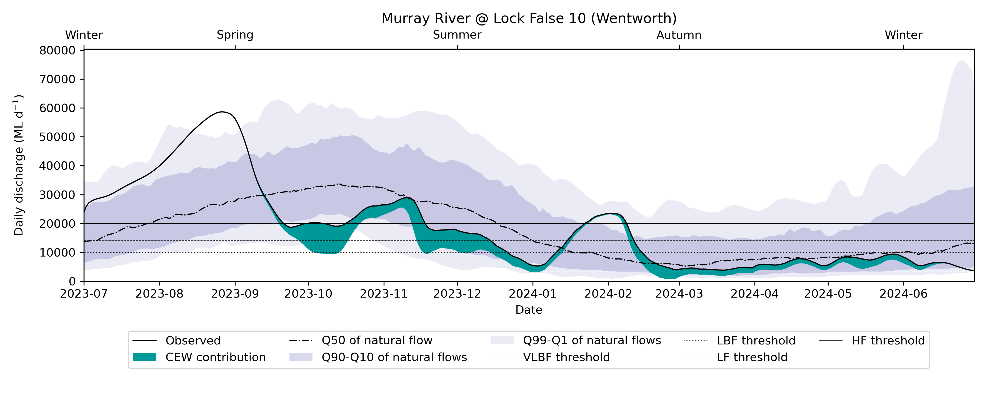 Murray River @ Lock False 10 (Wentworth)
Winter Spring Summer Autumn Winter
80000
70000
60000
50000
40000
30000
20000
10000
0
Daily discharge (ML d⁻¹)
2023-07 2023-08 2023-09 2023-10 2023-11 2023-12 2024-01 2024-02 2024-03 2024-04 2024-05 2024-06
Date
Observed Q50 of natural flow Q99-Q1 of natural flows LBF threshold HF threshold
CEW contribution Q90-Q10 of natural flows VLBF threshold LF threshold